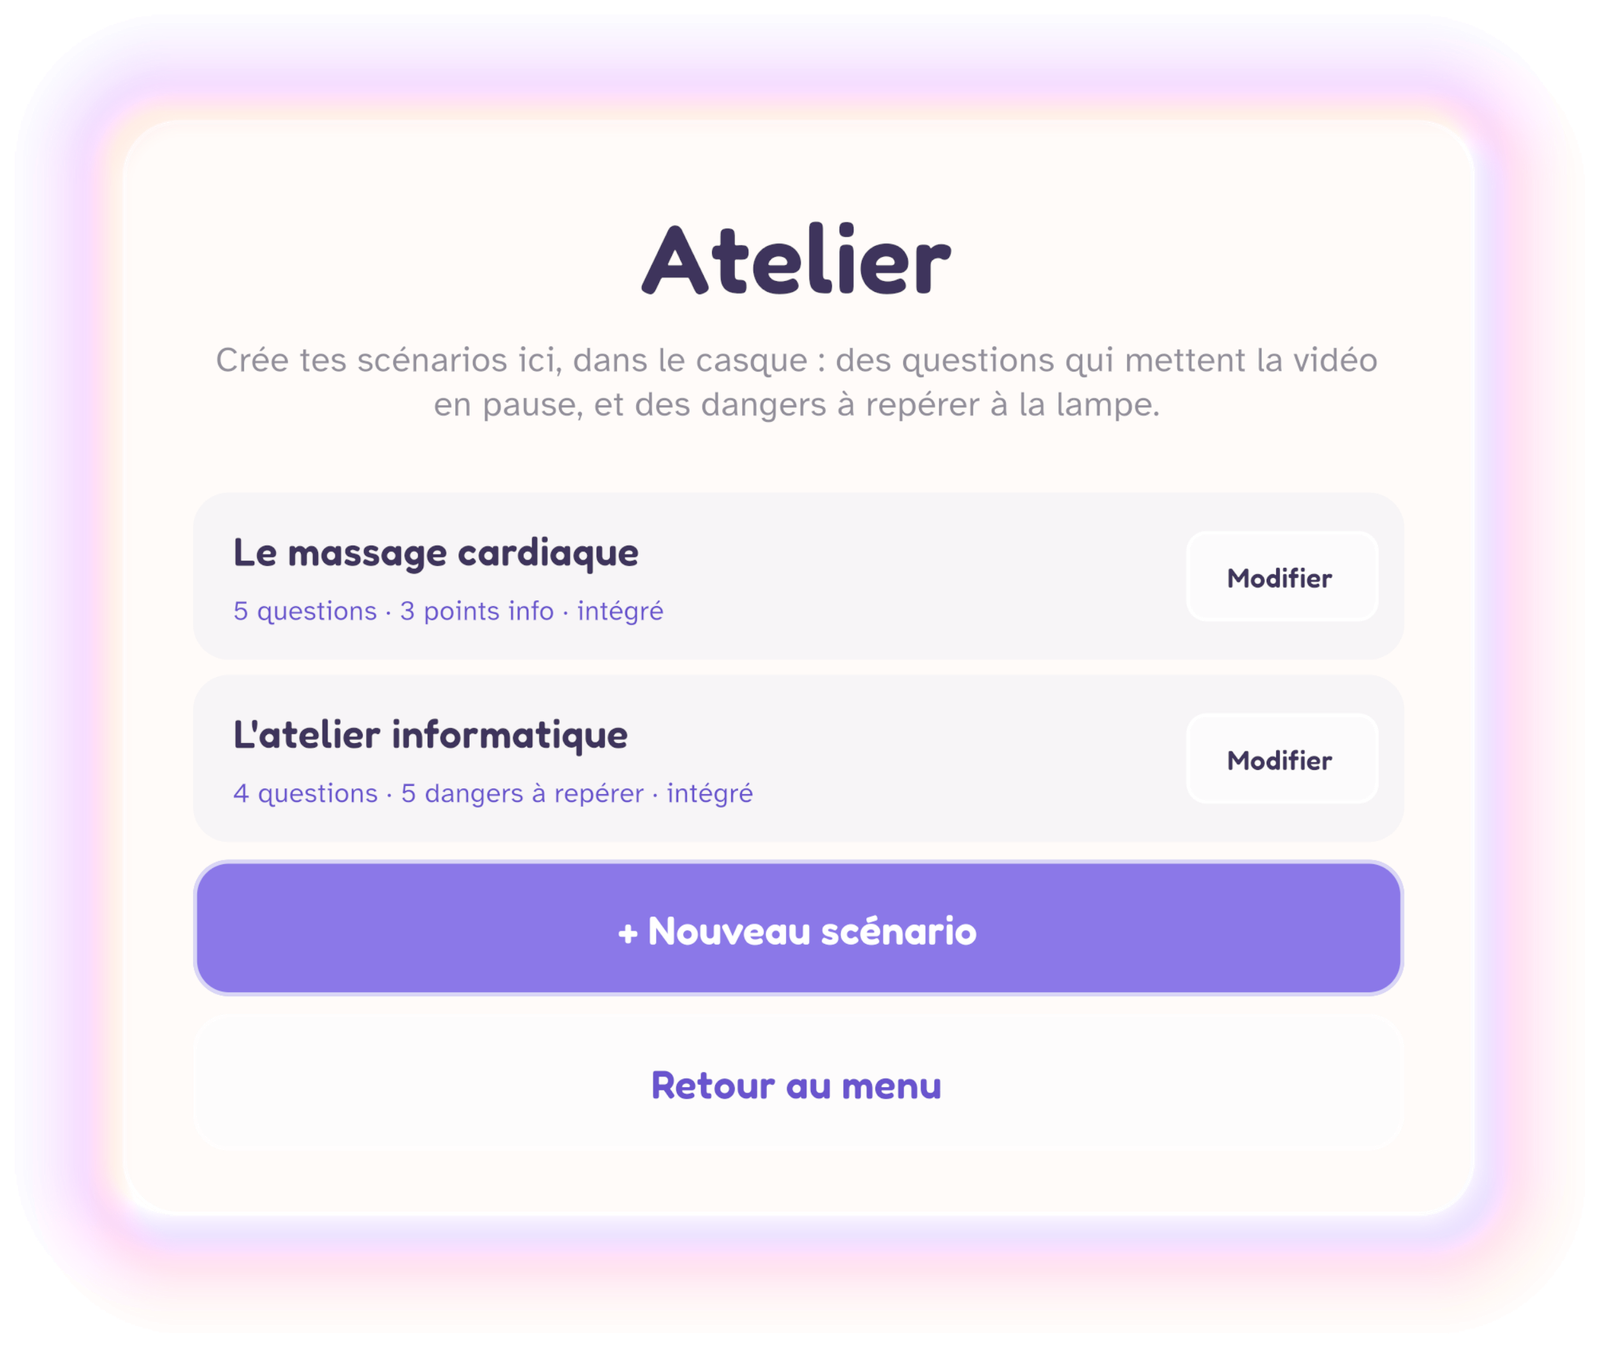 Atelier
Crée tes scénarios ici, dans le casque : des questions qui mettent la vidéo
en pause, et des dangers à repérer à la lampe.
Le massage cardiaque
5 questions · 3 points info · intégré
Modifier
L'atelier informatique
4 questions · 5 dangers à repérer · intégré
Modifier
+ Nouveau scénario
Retour au menu